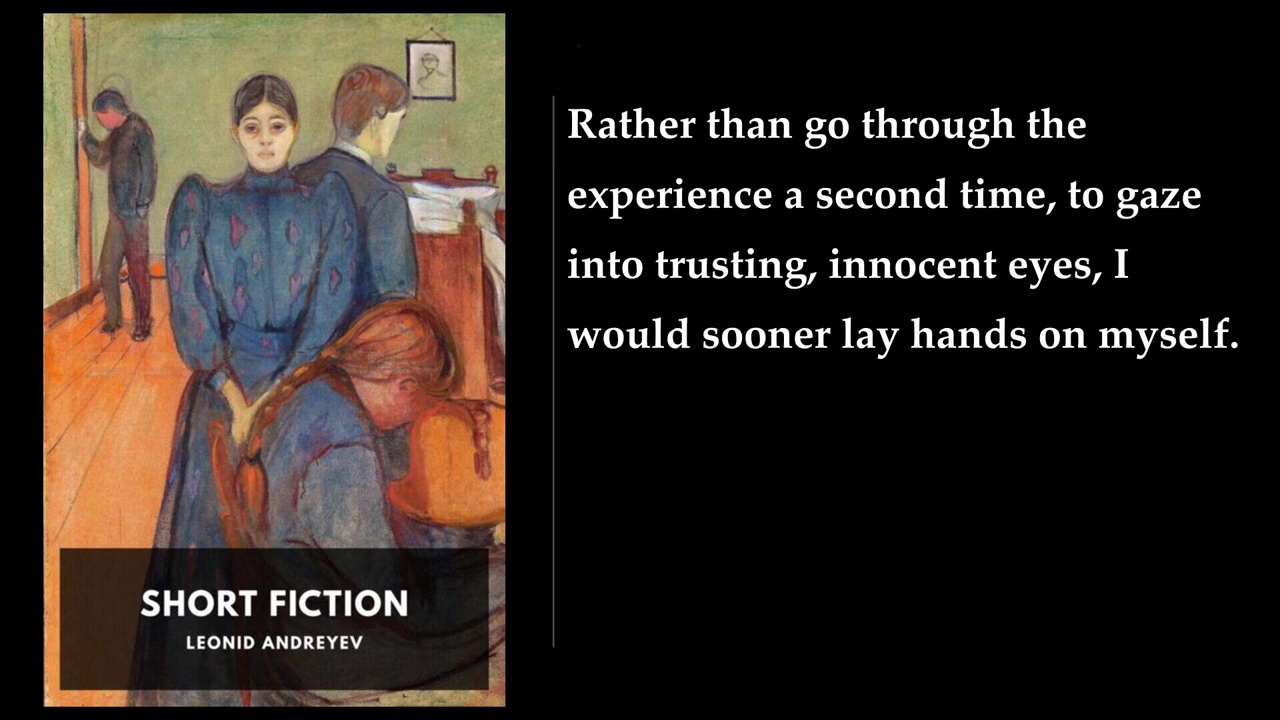 SHORT FICTION
LEONID ANDREYEV
Rather than go through the
experience a second time, to gaze
into trusting, innocent eyes, I
would sooner lay hands on myself.